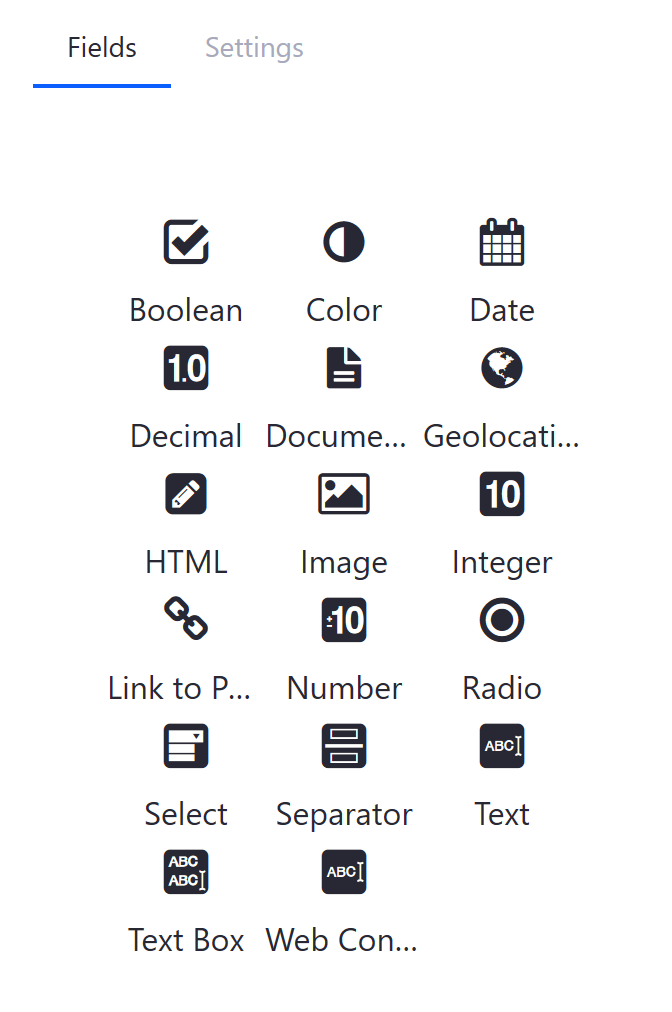 Fields Settings
Boolean Color Date
1.0
Decimal Docume... Geolocati...
10
HTML Image Integer
±10
Link to P... Number Radio
ABC
Select Separator Text
ABC
ABC ABC
Text Box Web Con...